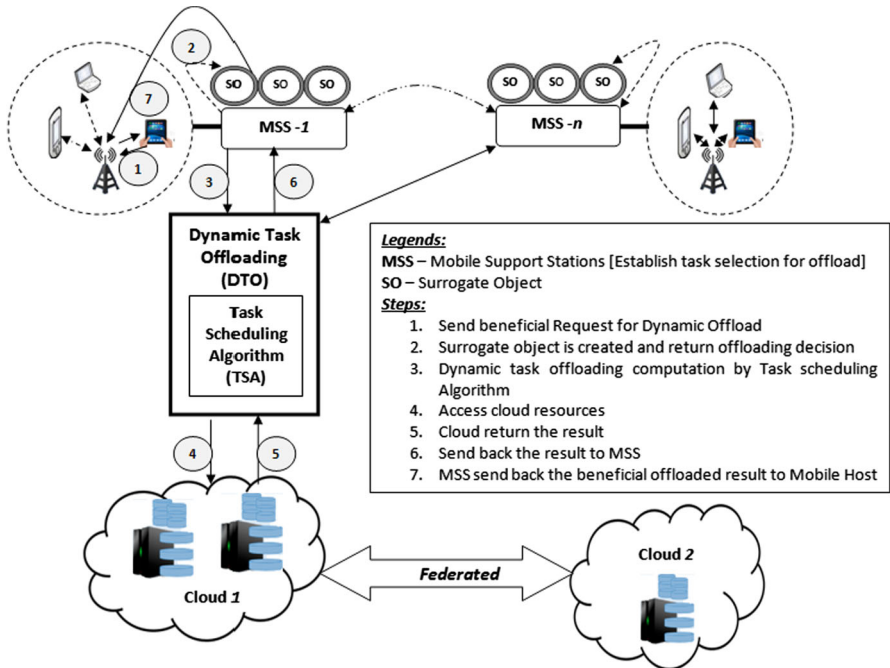 2
SO SO SO
SO SO SO
7
MSS -1
MSS -n
1
3
6
Dynamic Task
Offloading
(DTO)
Task
Scheduling
Algorithm
(TSA)
Legends:
MSS – Mobile Support Stations [Establish task selection for offload]
SO – Surrogate Object
Steps:
1. Send beneficial Request for Dynamic Offload
2. Surrogate object is created and return offloading decision
3. Dynamic task offloading computation by Task scheduling
Algorithm
4. Access cloud resources
5. Cloud return the result
6. Send back the result to MSS
7. MSS send back the beneficial offloaded result to Mobile Host
4
5
Cloud 1
Federated
Cloud 2